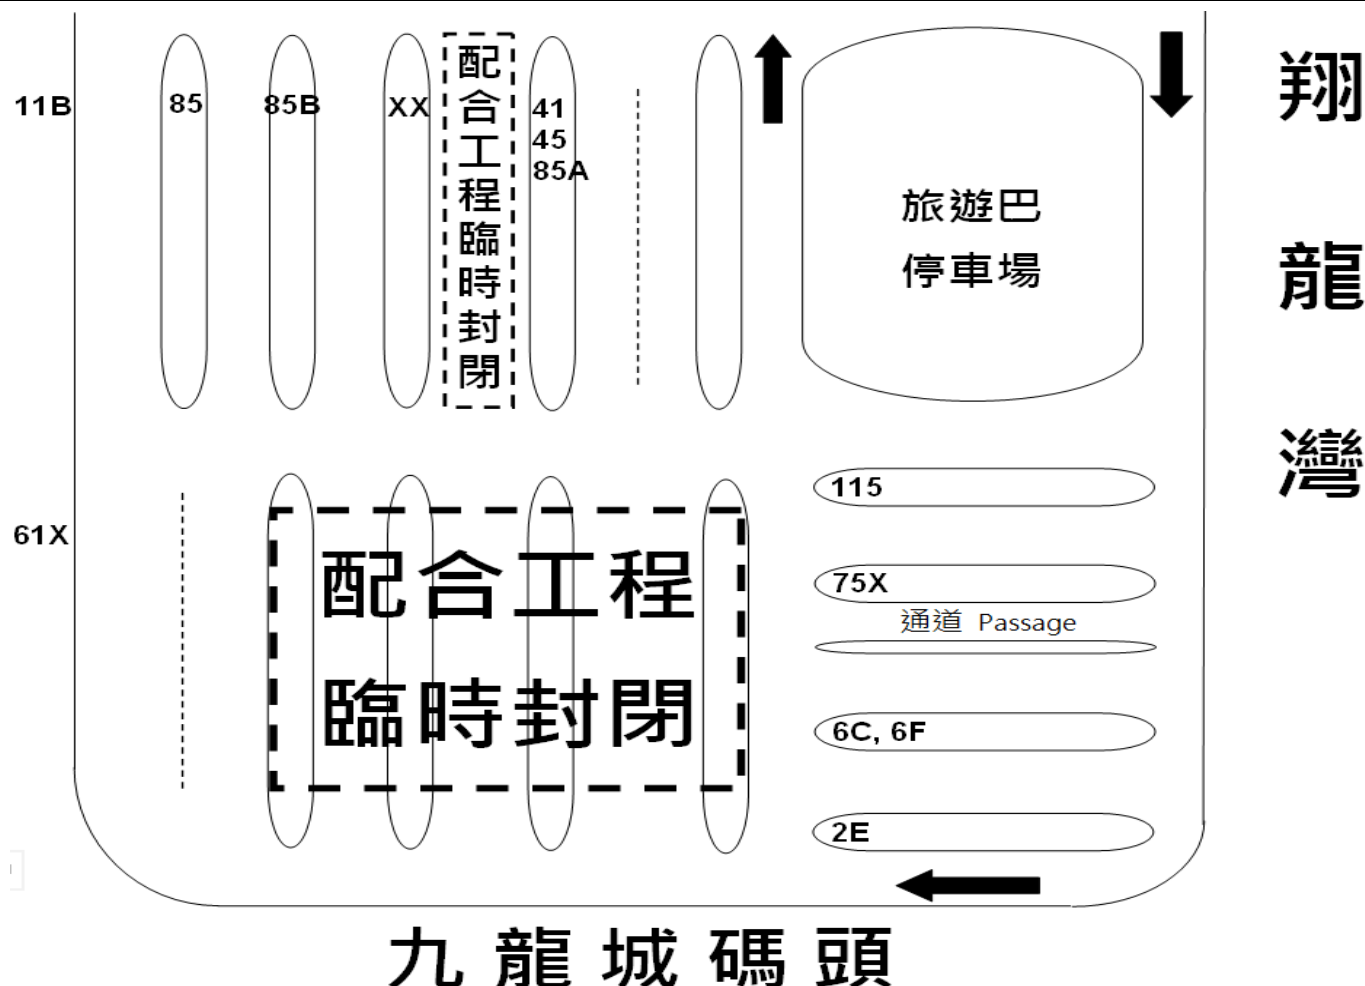 11B
85
85B
XX
配合工程臨時封閉
41
45
85A
旅遊巴
停車場
翔龍灣
61X
配合工程
臨時封閉
115
75X
通道 Passage
6C, 6F
2E
九龍城碼頭